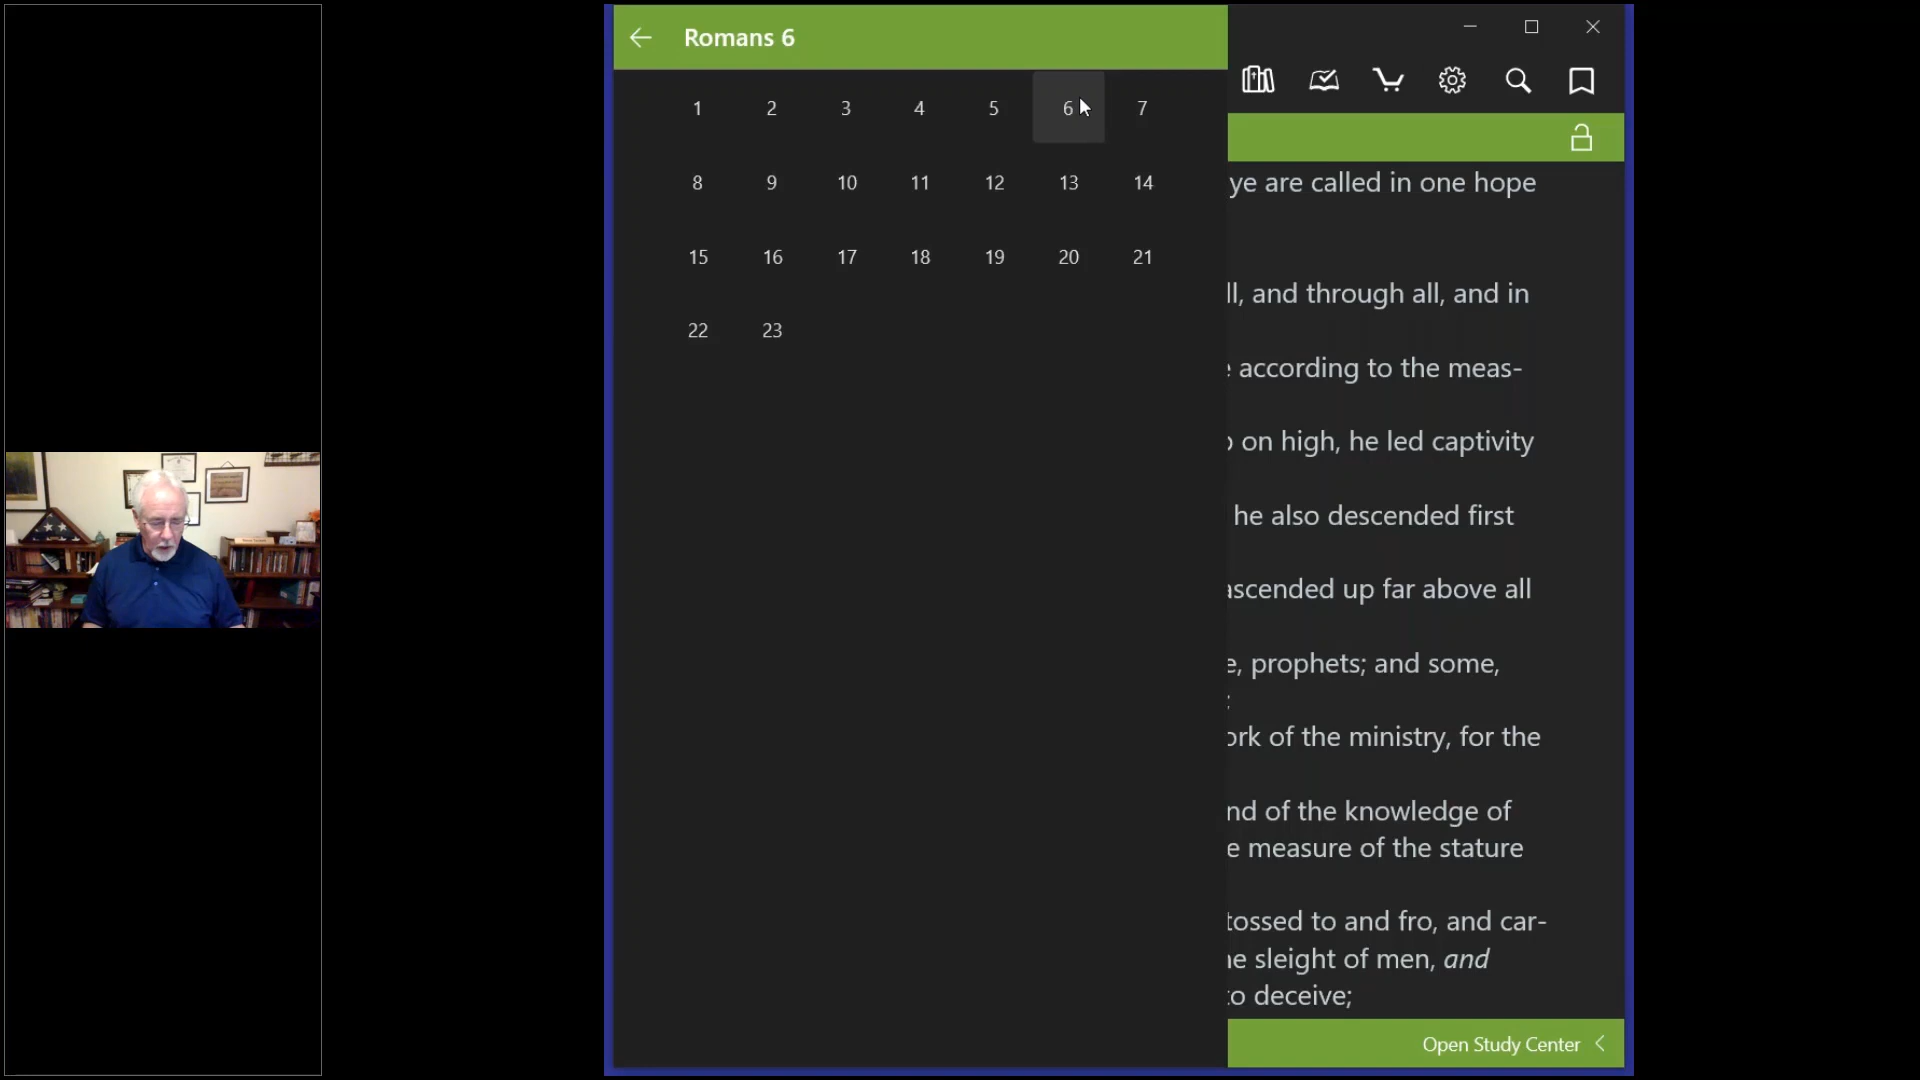 Romans 6
1 2 3 4 5 6 7
8 9 10 11 12 13 14
15 16 17 18 19 20 21
22 23
ye are called in one hope
ll, and through all, and in
according to the meas-
on high, he led captivity
he also descended first
ascended up far above all
e, prophets; and some,
;
ork of the ministry, for the
nd of the knowledge of
e measure of the stature
tossed to and fro, and car-
he sleight of men, and
to deceive;
Open Study Center